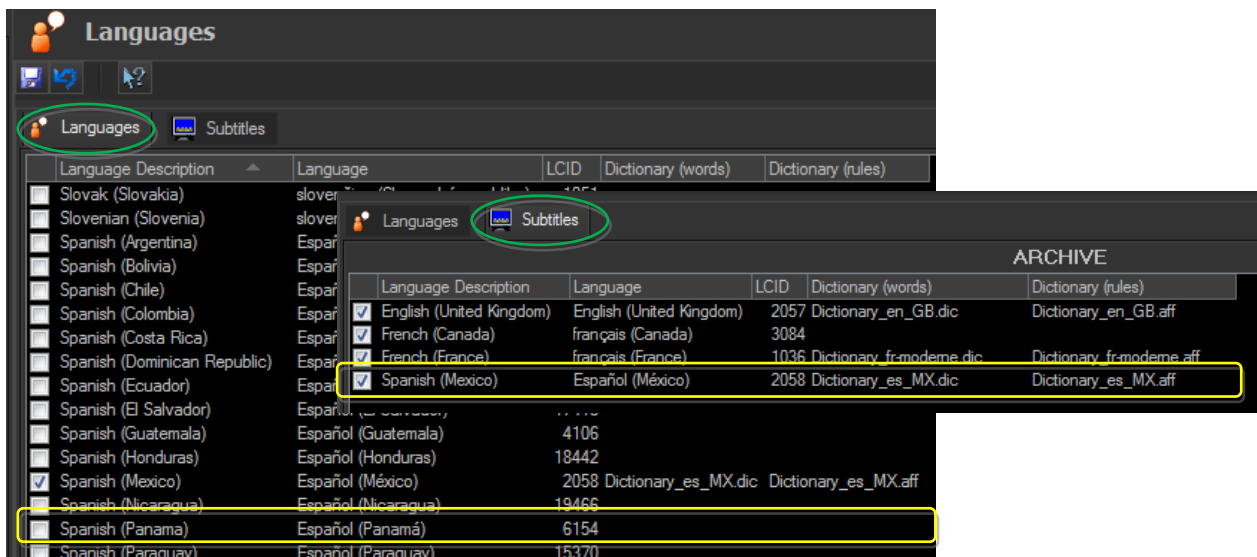 Languages
Languages Subtitles
Language Description Language LCID Dictionary (words) Dictionary (rules)
Slovak (Slovakia)
Slovenian (Slovenia)
Spanish (Argentina)
Spanish (Bolivia)
Spanish (Chile)
Spanish (Colombia)
Spanish (Costa Rica)
Spanish (Dominican Republic)
Spanish (Ecuador)
Spanish (El Salvador)
Spanish (Guatemala) Español (Guatemala) 4106
Spanish (Honduras) Español (Honduras) 18442
Spanish (Mexico) Español (México) 2058 Dictionary_es_MX.dic Dictionary_es_MX.aff
Spanish (Nicaragua) Español (Nicaragua) 19466
Spanish (Panama) Español (Panamá) 6154
Spanish (Paraguay) Español (Paraguay) 15370
Languages Subtitles
ARCHIVE
Language Description Language LCID Dictionary (words) Dictionary (rules)
English (United Kingdom) English (United Kingdom) 2057 Dictionary_en_GB.dic Dictionary_en_GB.aff
French (Canada) français (Canada) 3084
French (France) français (France) 1036 Dictionary_fr-moderne.dic Dictionary_fr-moderne.aff
Spanish (Mexico) Español (México) 2058 Dictionary_es_MX.dic Dictionary_es_MX.aff